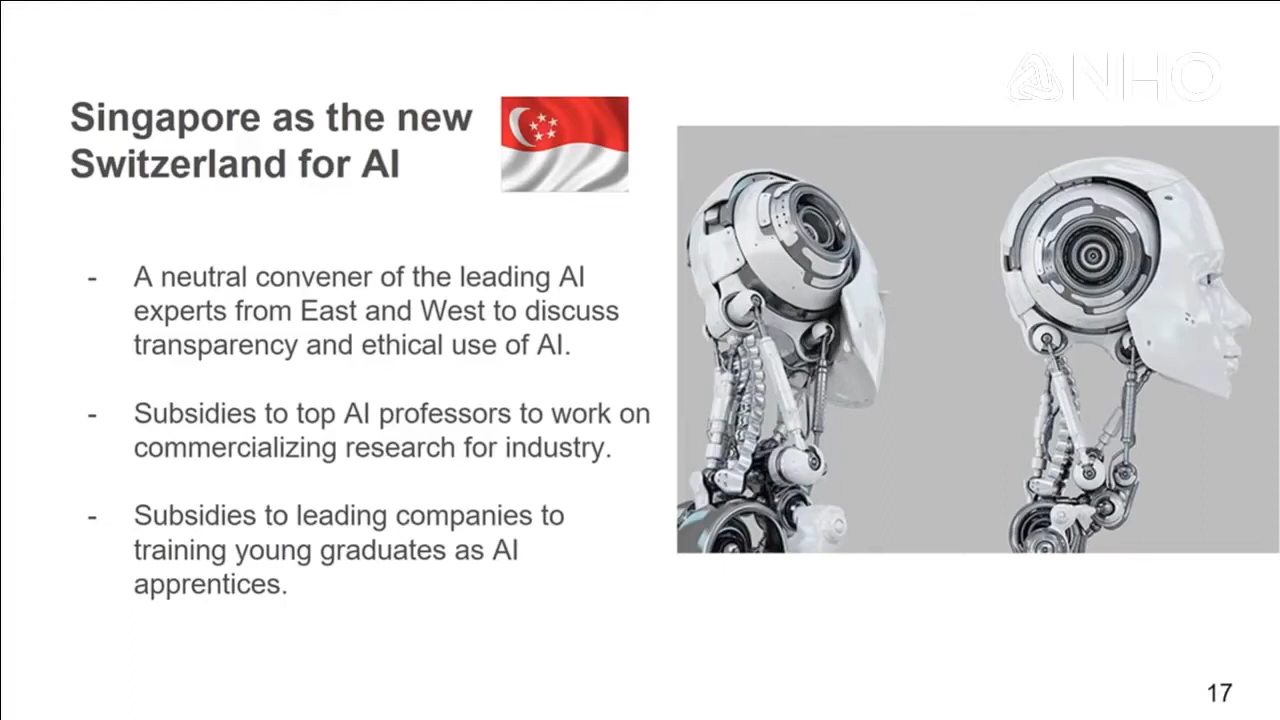 NHO
Singapore as the new
Switzerland for AI
- A neutral convener of the leading AI
experts from East and West to discuss
transparency and ethical use of AI.
- Subsidies to top AI professors to work on
commercializing research for industry.
- Subsidies to leading companies to
training young graduates as AI
apprentices.
17